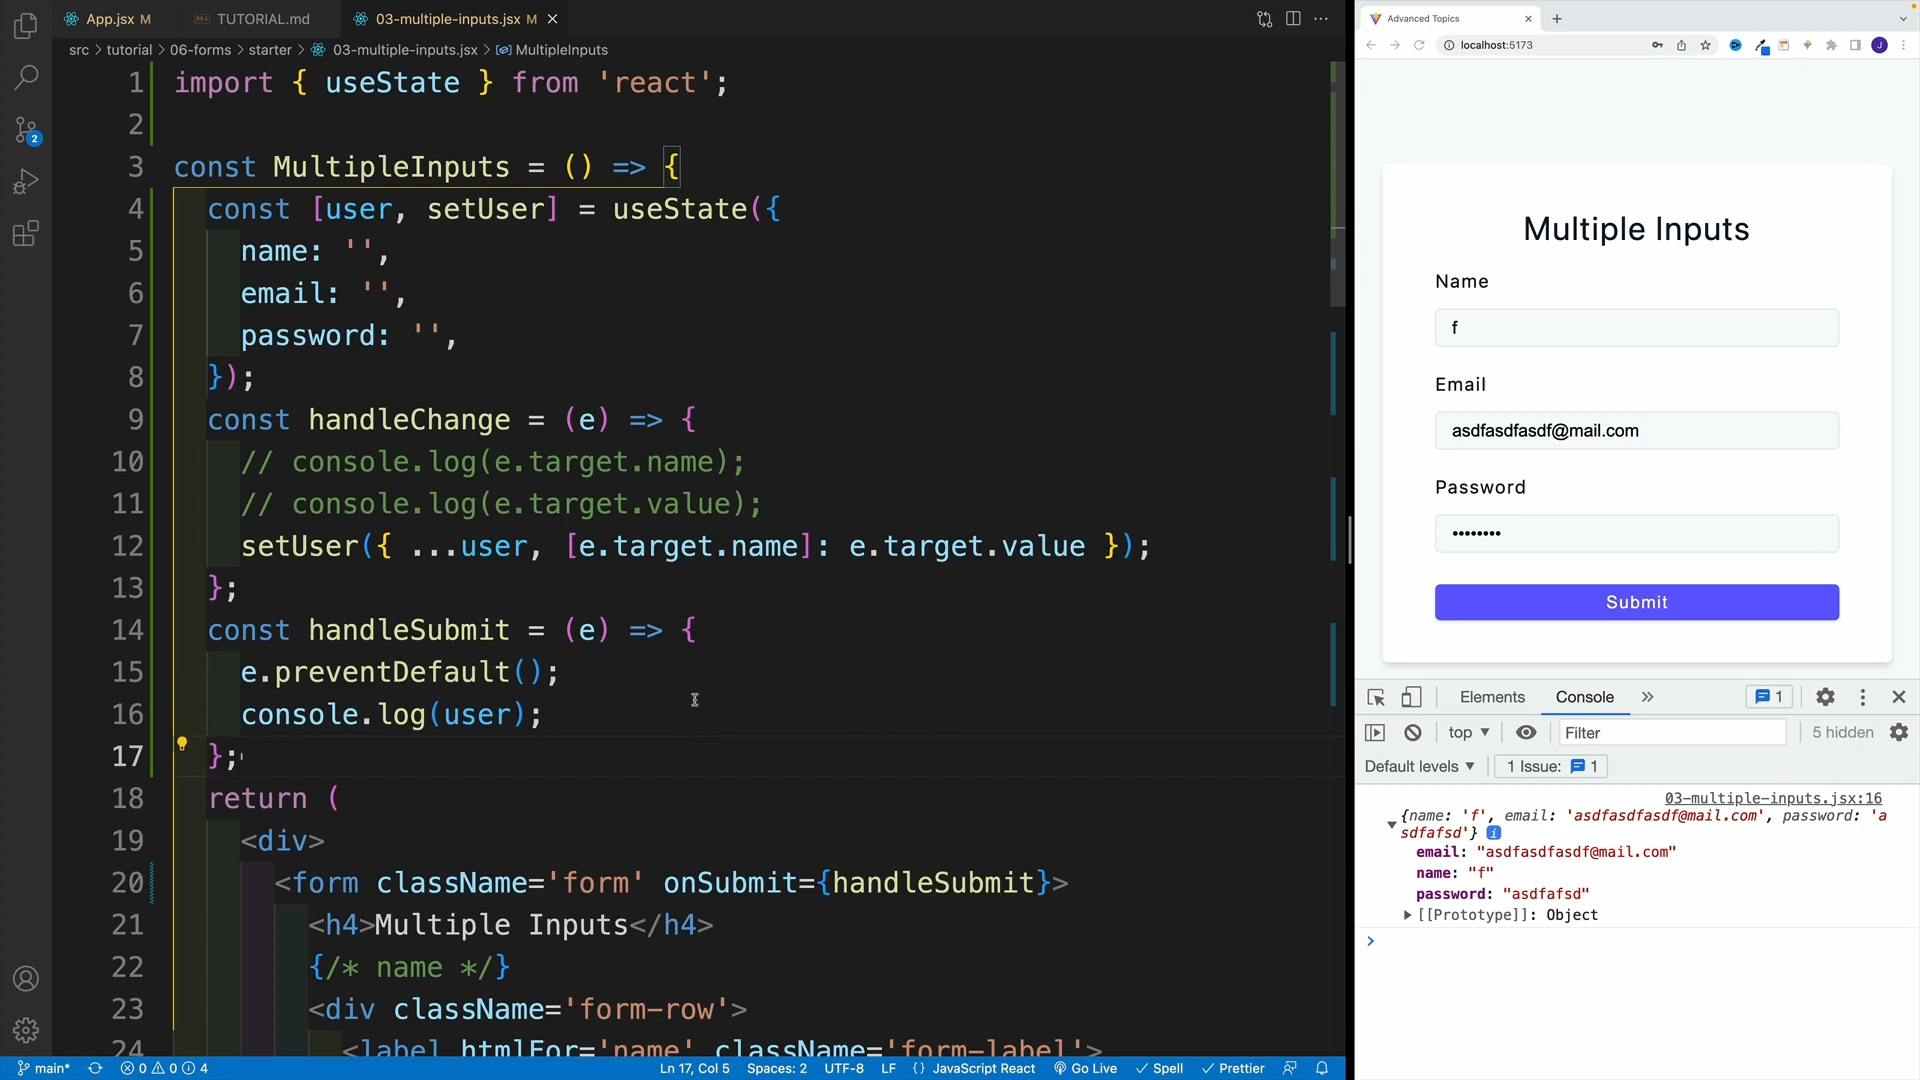 App.jsx M
TUTORIAL.md
03-multiple-inputs.jsx M
src > tutorial > 06-forms > starter > 03-multiple-inputs.jsx > MultipleInputs
1 import { useState } from 'react';
2
3 const MultipleInputs = () => {
4 const [user, setUser] = useState({
5 name: '',
6 email: '',
7 password: '',
8 });
9 const handleChange = (e) => {
10 // console.log(e.target.name);
11 // console.log(e.target.value);
12 setUser({ ...user, [e.target.name]: e.target.value });
13 };
14 const handleSubmit = (e) => {
15 e.preventDefault();
16 console.log(user);
17 };
18 return (
19 <div>
20 <form className='form' onSubmit={handleSubmit}>
21 <h4>Multiple Inputs</h4>
22 {/* name */}
23 <div className='form-row'>
24 <label htmlFor='name' className='form-label'>
2
main* 0 0 4
Ln 17, Col 5 Spaces: 2 UTF-8 LF {} JavaScript React Go Live Spell Prettier
Advanced Topics
localhost:5173
J
Multiple Inputs
Name
f
Email
asdfasdfasdf@mail.com
Password
••••••••
Submit
Elements Console 1
top Filter 5 hidden
Default levels 1 Issue: 1
03-multiple-inputs.jsx:16
{name: 'f', email: 'asdfasdfasdf@mail.com', password: 'a
sdfafsd'} i
email: "asdfasdfasdf@mail.com"
name: "f"
password: "asdfafsd"
[[Prototype]]: Object